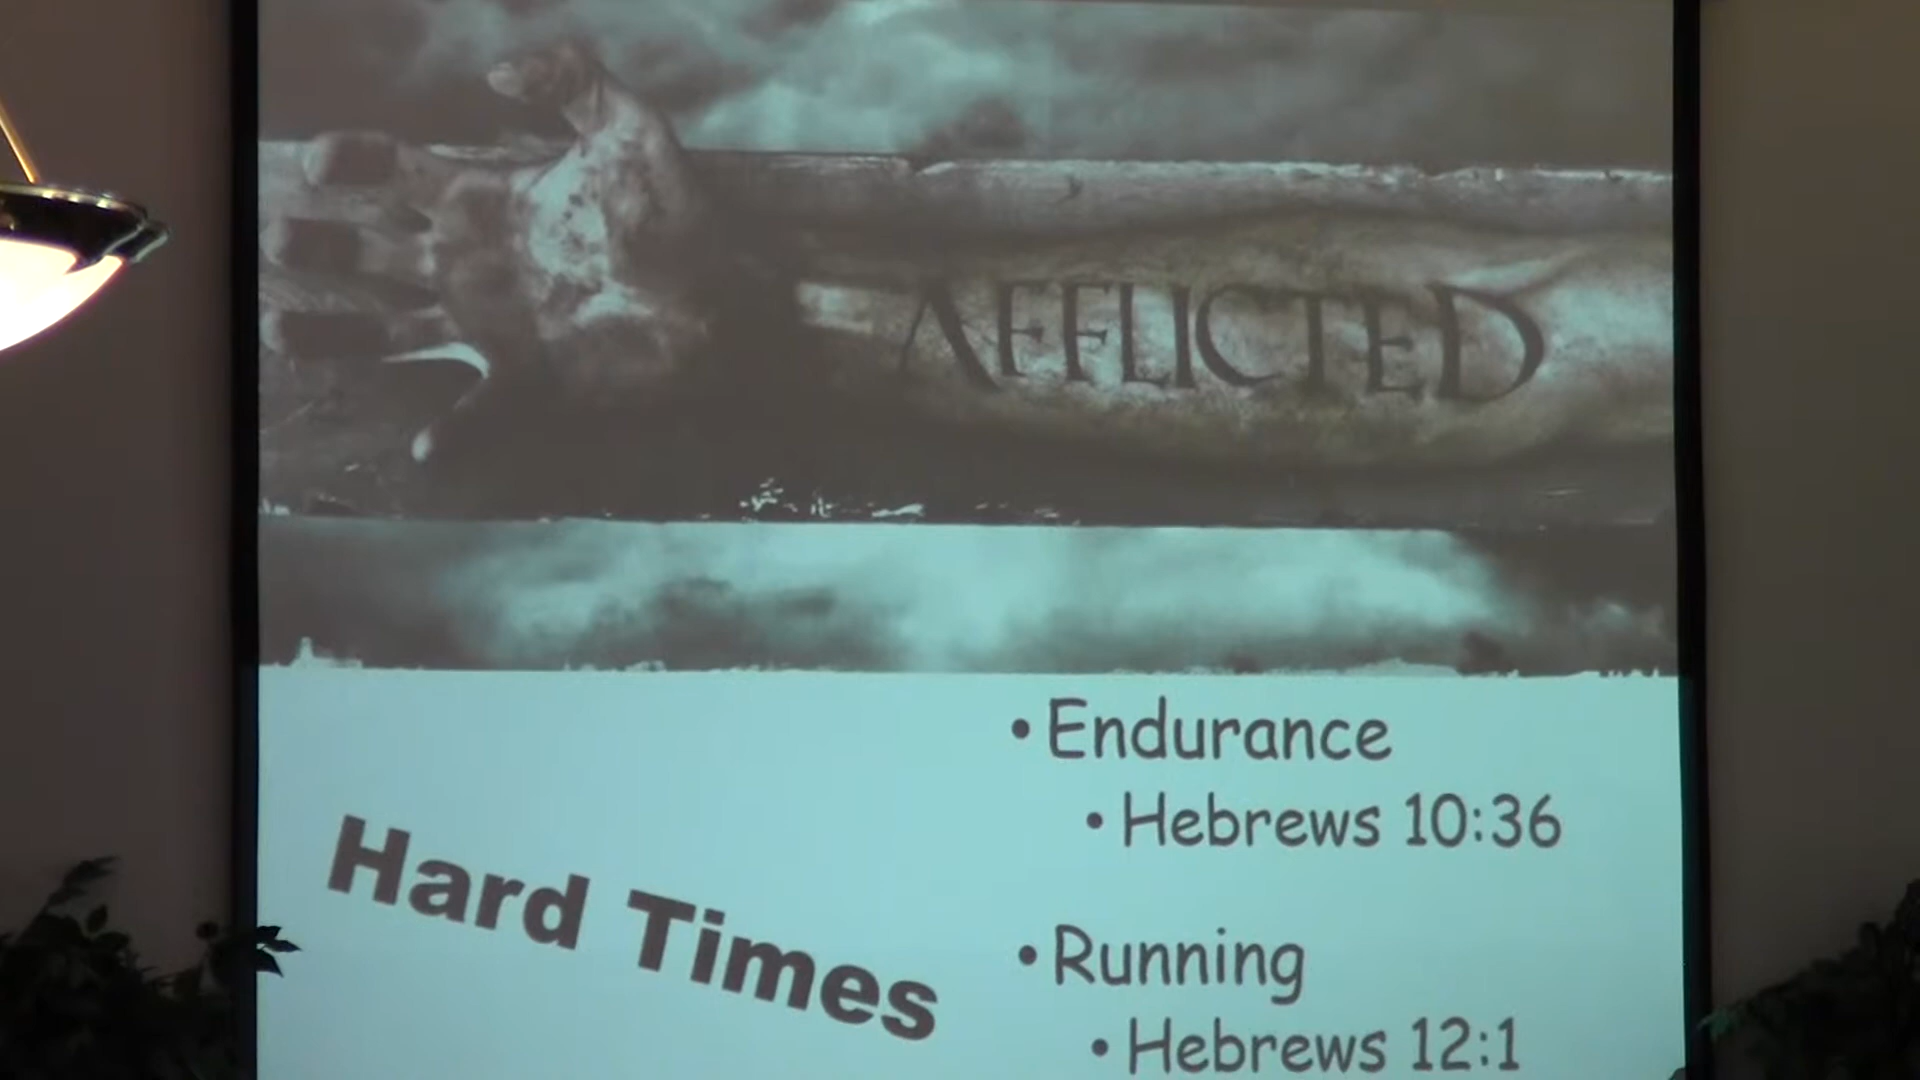 AFFLICTED
Hard Times
• Endurance
• Hebrews 10:36
• Running
• Hebrews 12:1